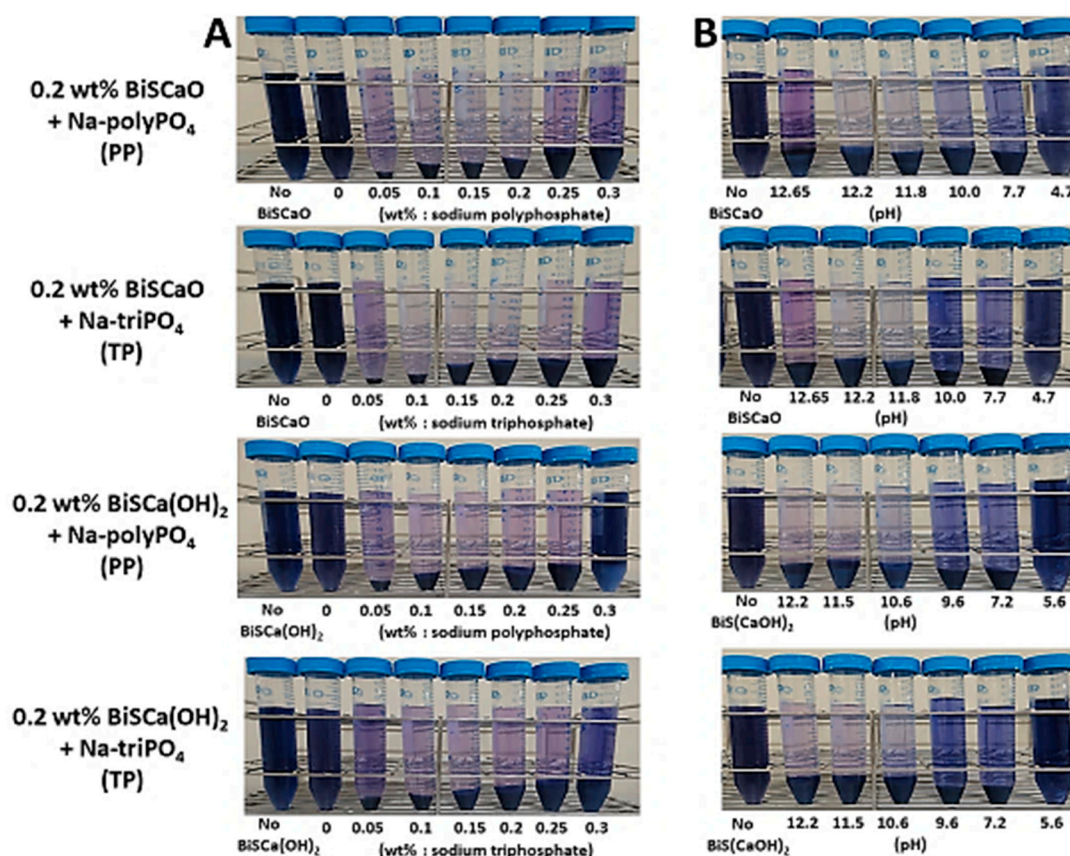 A
B
0.2 wt% BiSCaO
+ Na-polyPO4
(PP)
No 0 0.05 0.1 0.15 0.2 0.25 0.3
BiSCaO (wt% : sodium polyphosphate)
No 12.65 12.2 11.8 10.0 7.7 4.7
BiSCaO (pH)
0.2 wt% BiSCaO
+ Na-triPO4
(TP)
No 0 0.05 0.1 0.15 0.2 0.25 0.3
BiSCaO (wt% : sodium triphosphate)
No 12.65 12.2 11.8 10.0 7.7 4.7
BiSCaO (pH)
0.2 wt% BiSCa(OH)2
+ Na-polyPO4
(PP)
No 0 0.05 0.1 0.15 0.2 0.25 0.3
BiSCa(OH)2 (wt% : sodium polyphosphate)
No 12.2 11.5 10.6 9.6 7.2 5.6
BiS(CaOH)2 (pH)
0.2 wt% BiSCa(OH)2
+ Na-triPO4
(TP)
No 0 0.05 0.1 0.15 0.2 0.25 0.3
BiSCa(OH)2 (wt% : sodium triphosphate)
No 12.2 11.5 10.6 9.6 7.2 5.6
BiS(CaOH)2 (pH)